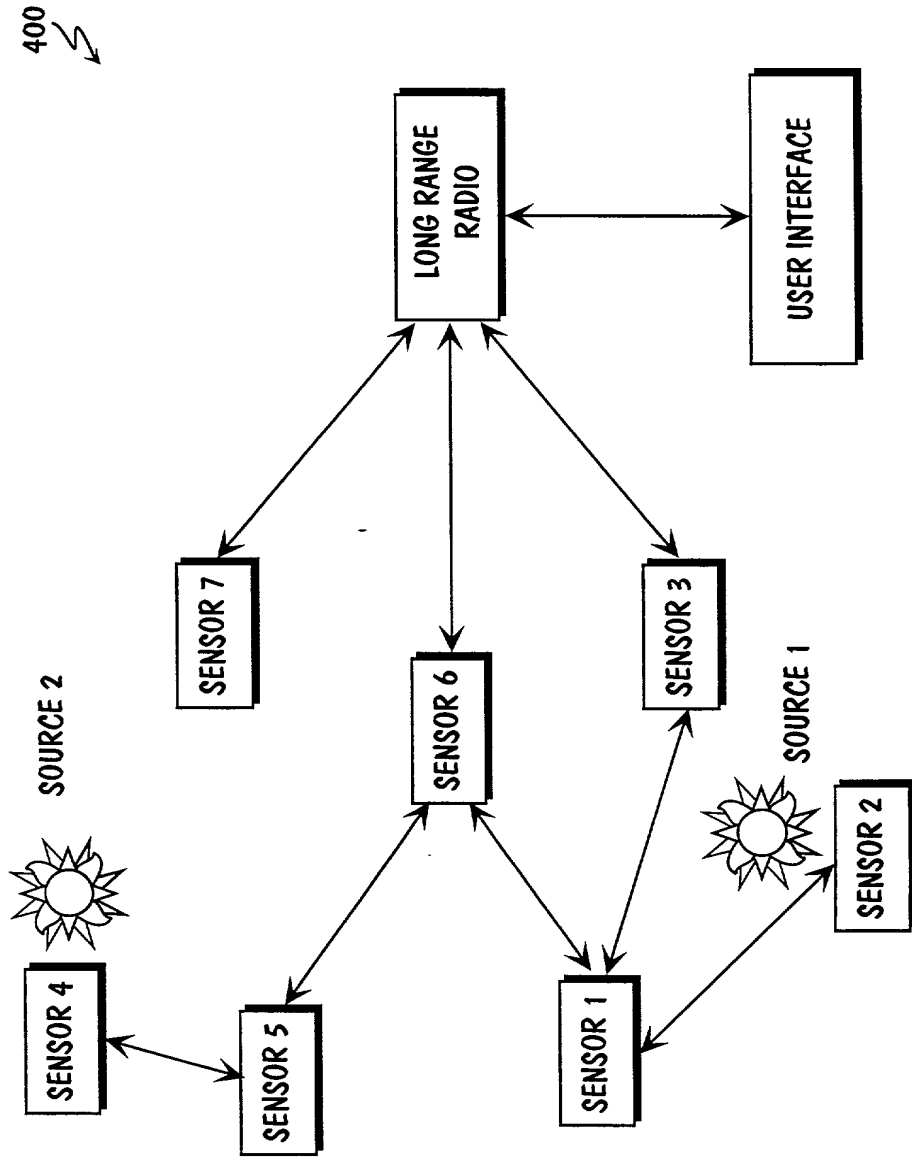 400
SOURCE 2
SENSOR 4
SENSOR 5
SENSOR 7
SENSOR 6
LONG RANGE
RADIO
SENSOR 1
SENSOR 3
SOURCE 1
SENSOR 2
USER INTERFACE